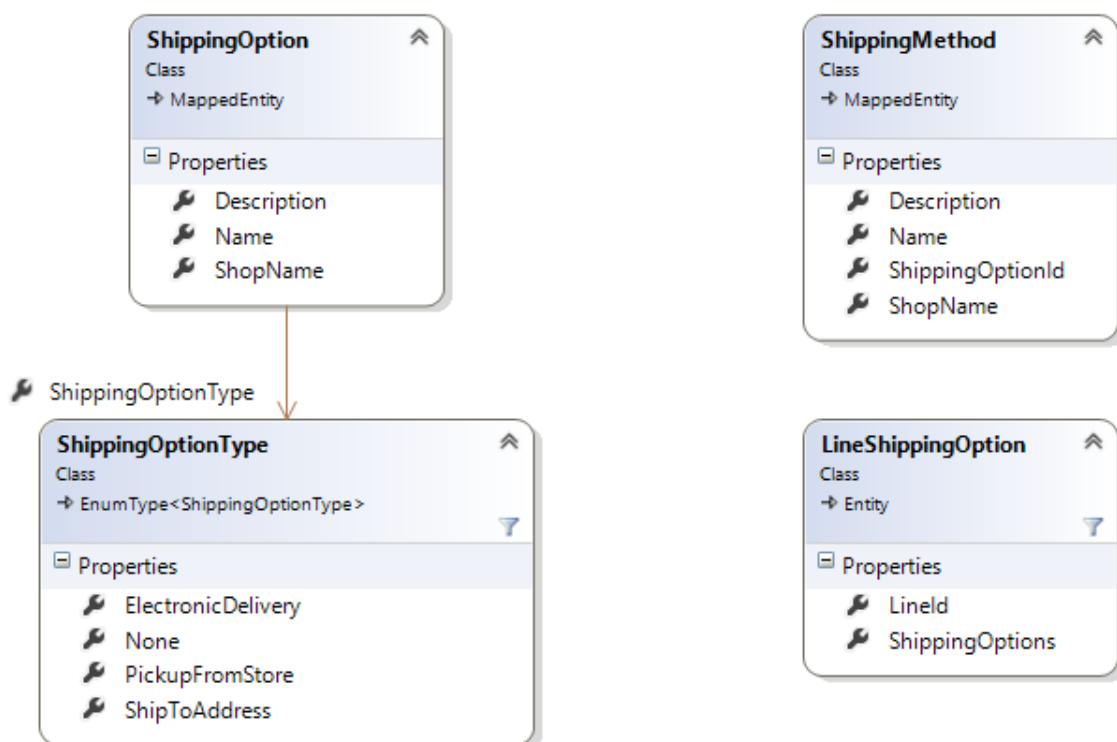 ShippingOption
Class
MappedEntity
Properties
Description
Name
ShopName
ShippingOptionType
ShippingOptionType
Class
EnumType<ShippingOptionType>
Properties
ElectronicDelivery
None
PickupFromStore
ShipToAddress
ShippingMethod
Class
MappedEntity
Properties
Description
Name
ShippingOptionId
ShopName
LineShippingOption
Class
Entity
Properties
LineId
ShippingOptions